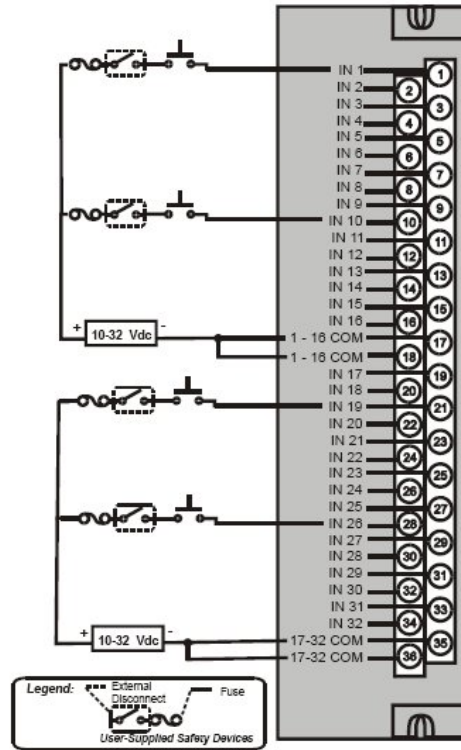 IN 1
1
IN 2
2
IN 3
3
IN 4
4
IN 5
5
IN 6
6
IN 7
7
IN 8
8
IN 9
9
IN 10
10
IN 11
11
IN 12
12
IN 13
13
IN 14
14
IN 15
15
IN 16
16
+ 10-32 Vdc -
1 - 16 COM
17
1 - 16 COM
18
IN 17
19
IN 18
20
IN 19
21
IN 20
22
IN 21
23
IN 22
24
IN 23
25
IN 24
26
IN 25
27
IN 26
28
IN 27
29
IN 28
30
IN 29
31
IN 30
32
IN 31
33
IN 32
34
+ 10-32 Vdc -
17-32 COM
35
17-32 COM
36
Legend:
External
Disconnect
Fuse
User-Supplied Safety Devices